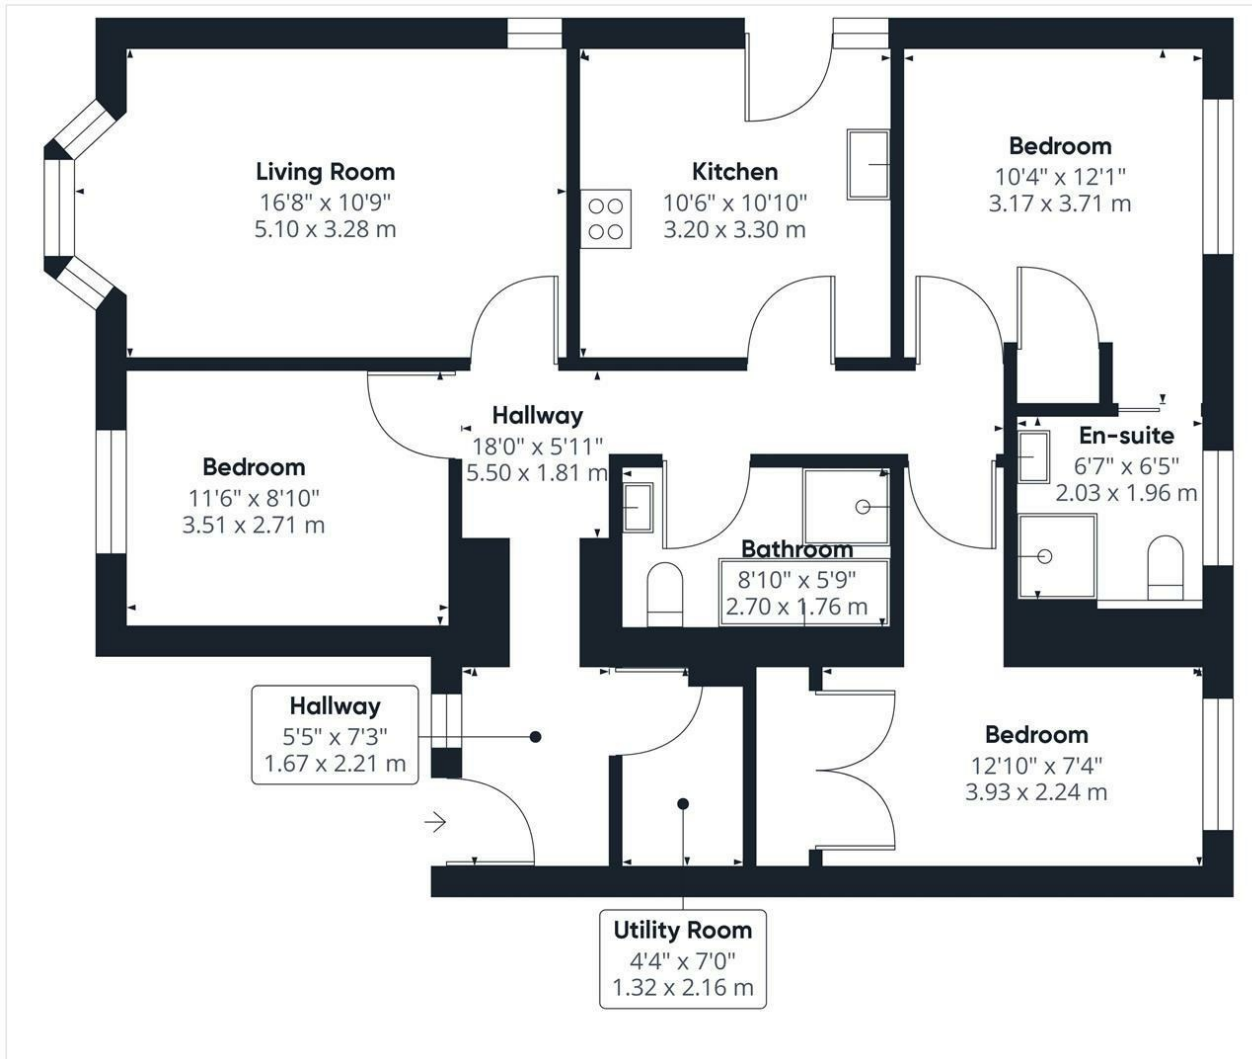 Living Room
16'8" x 10'9"
5.10 x 3.28 m
Kitchen
10'6" x 10'10"
3.20 x 3.30 m
Bedroom
10'4" x 12'1"
3.17 x 3.71 m
Bedroom
11'6" x 8'10"
3.51 x 2.71 m
Hallway
18'0" x 5'11"
5.50 x 1.81 m
En-suite
6'7" x 6'5"
2.03 x 1.96 m
Bathroom
8'10" x 5'9"
2.70 x 1.76 m
Hallway
5'5" x 7'3"
1.67 x 2.21 m
Bedroom
12'10" x 7'4"
3.93 x 2.24 m
Utility Room
4'4" x 7'0"
1.32 x 2.16 m